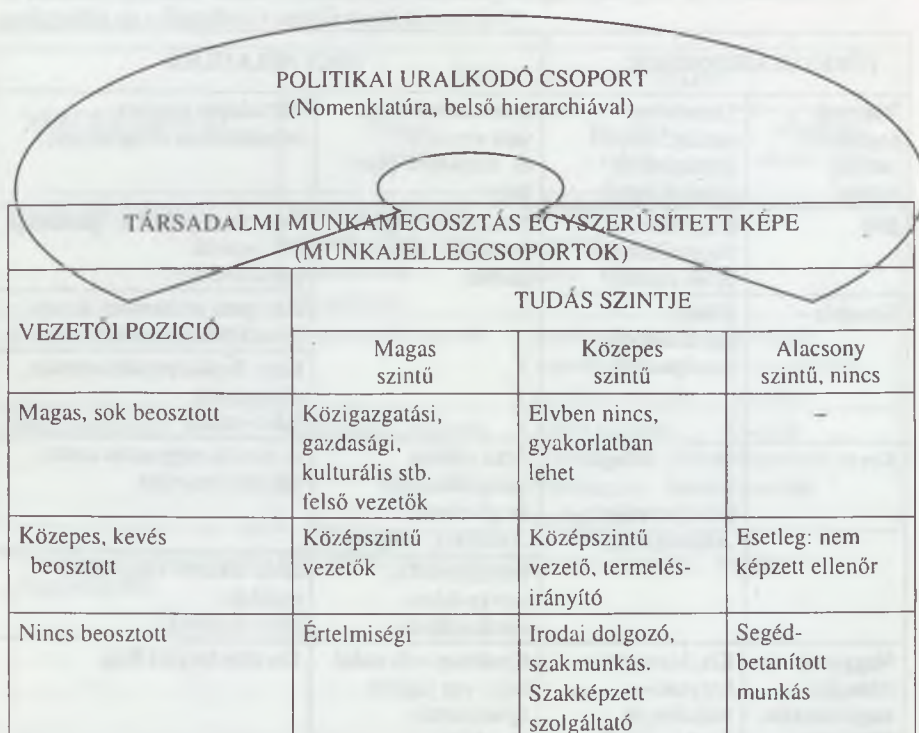 POLITIKAI URALKODÓ CSOPORT
(Nomenklatúra, belső hierarchiával)
TÁRSADALMI MUNKAMEGOSZTÁS EGYSZERŰSÍTETT KÉPE
(MUNKAJELLEGCSOPORTOK)
VEZETŐI POZICIÓ
TUDÁS SZINTJE
Magas
szintű
Közepes
szintű
Alacsony
szintű, nincs
Magas, sok beosztott
Közigazgatási,
gazdasági,
kulturális stb.
felső vezetők
Elvben nincs,
gyakorlatban
lehet
–
Közepes, kevés
beosztott
Középszintű
vezetők
Középszintű
vezető, termelés-
irányító
Esetleg: nem
képzett ellenőr
Nincs beosztott
Értelmiségi
Irodai dolgozó,
szakmunkás.
Szakképzett
szolgáltató
Segéd-
betanított
munkás